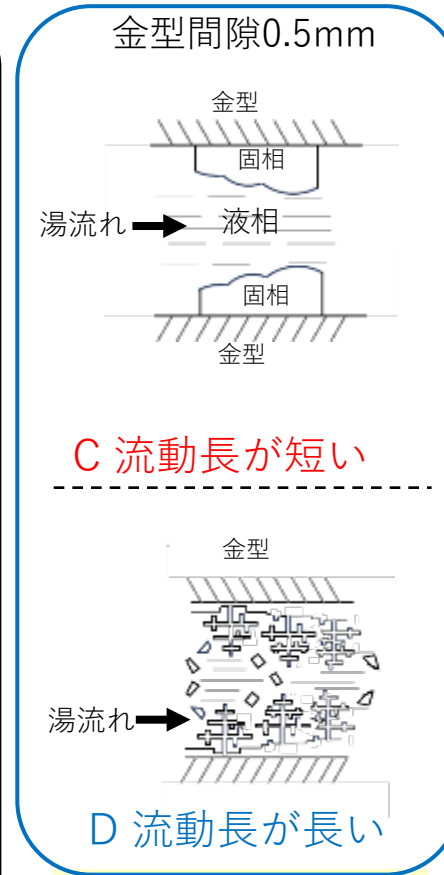 金型間隙0.5mm
金型
固相
湯流れ
液相
固相
金型
C 流動長が短い
金型
湯流れ
D 流動長が長い